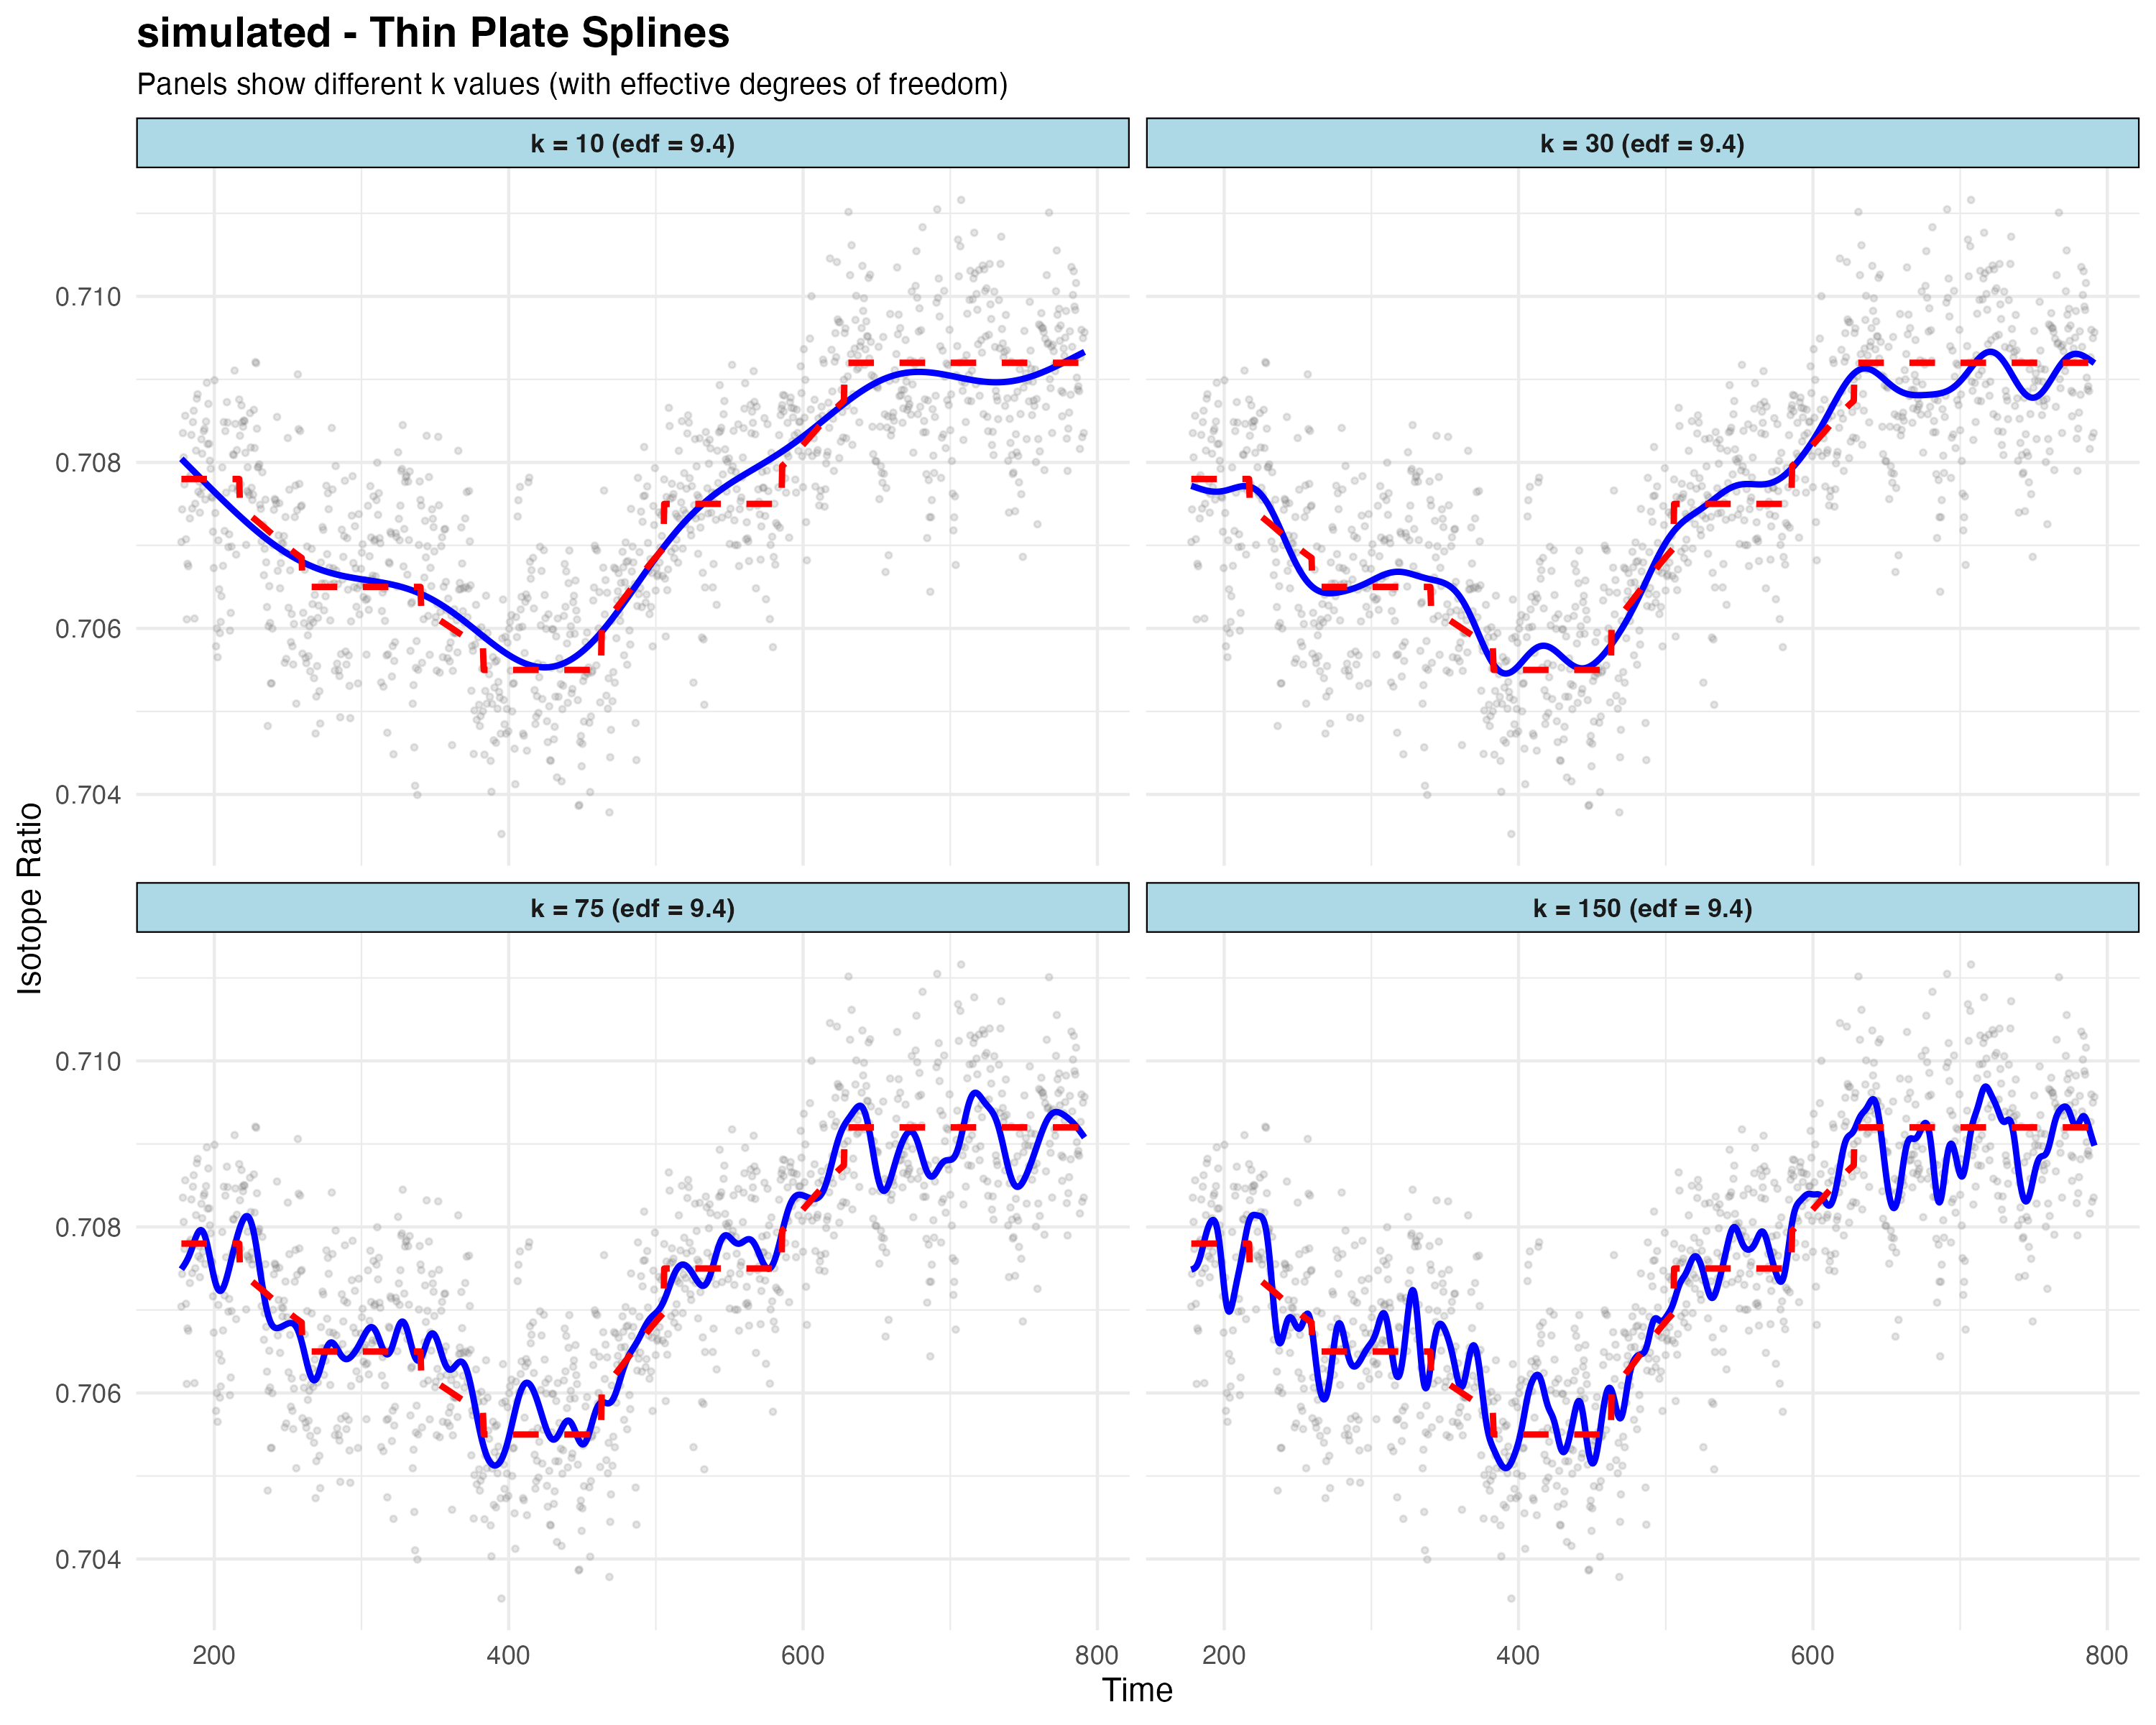 simulated - Thin Plate Splines
Panels show different k values (with effective degrees of freedom)
k = 10 (edf = 9.4)
k = 30 (edf = 9.4)
0.710
0.708
0.706
0.704
k = 75 (edf = 9.4)
k = 150 (edf = 9.4)
0.710
0.708
0.706
0.704
Isotope Ratio
200
400
600
800
200
400
600
800
Time